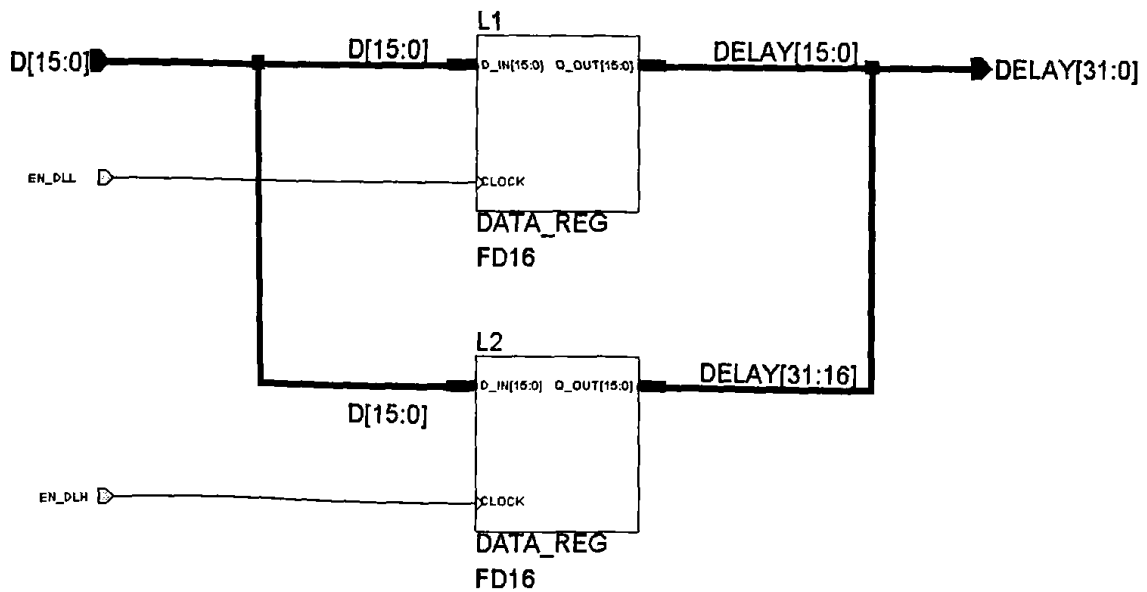 L1
D[15:0]
D[15:0]
DELAY[15:0]
DELAY[31:0]
D_IN[15:0] Q_OUT[15:0]
EN_DLL
CLOCK
DATA_REG
FD16
L2
D_IN[15:0] Q_OUT[15:0]
DELAY[31:16]
D[15:0]
EN_DLH
CLOCK
DATA_REG
FD16